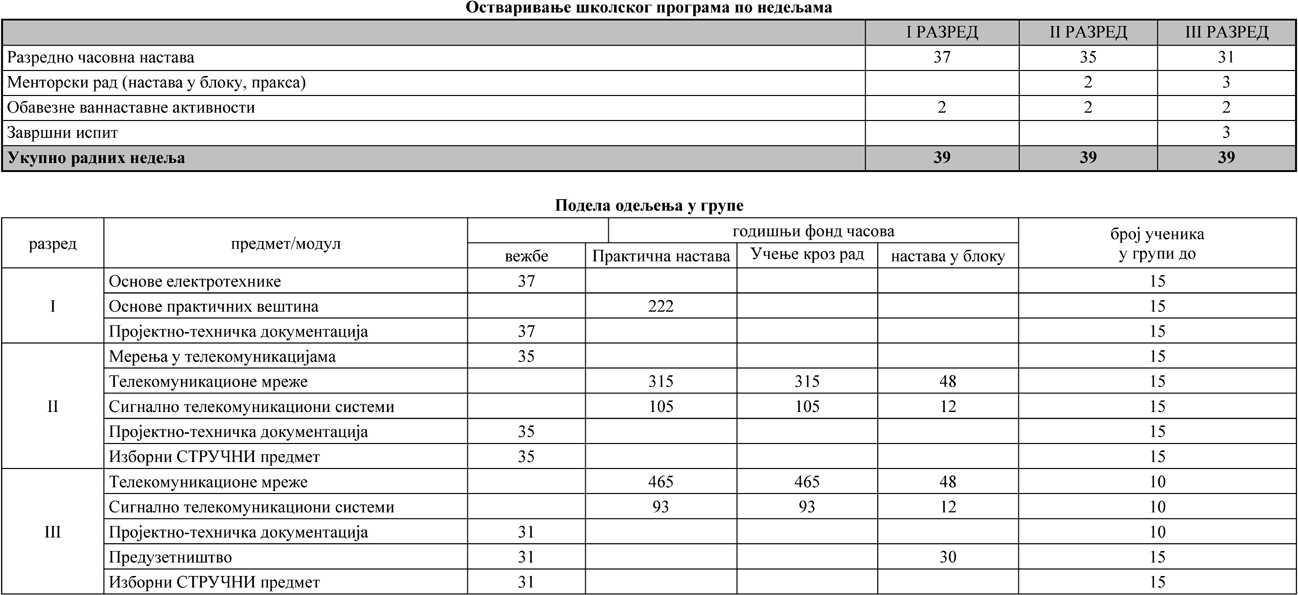 Остваривање школског програма по недељама
I РАЗРЕД II РАЗРЕД III РАЗРЕД
Разредно часовна настава 37 35 31
Менторски рад (настава у блоку, пракса) 2 3
Обавезне ваннаставне активности 2 2 2
Завршни испит 3
Укупно радних недеља 39 39 39
Подела одељења у групе
разред предмет/модул годишњи фонд часова број ученика у групи до
вежбе Практична настава Учење кроз рад настава у блоку
I Основе електротехнике 37 15
Основе практичних вештина 222 15
Пројектно-техничка документација 37 15
II Мерења у телекомуникацијама 35 15
Телекомуникационе мреже 315 315 48 15
Сигнално телекомуникациони системи 105 105 12 15
Пројектно-техничка документација 35 15
Изборни СТРУЧНИ предмет 35 15
III Телекомуникационе мреже 465 465 48 10
Сигнално телекомуникациони системи 93 93 12 10
Пројектно-техничка документација 31 10
Предузетништво 31 30 15
Изборни СТРУЧНИ предмет 31 15